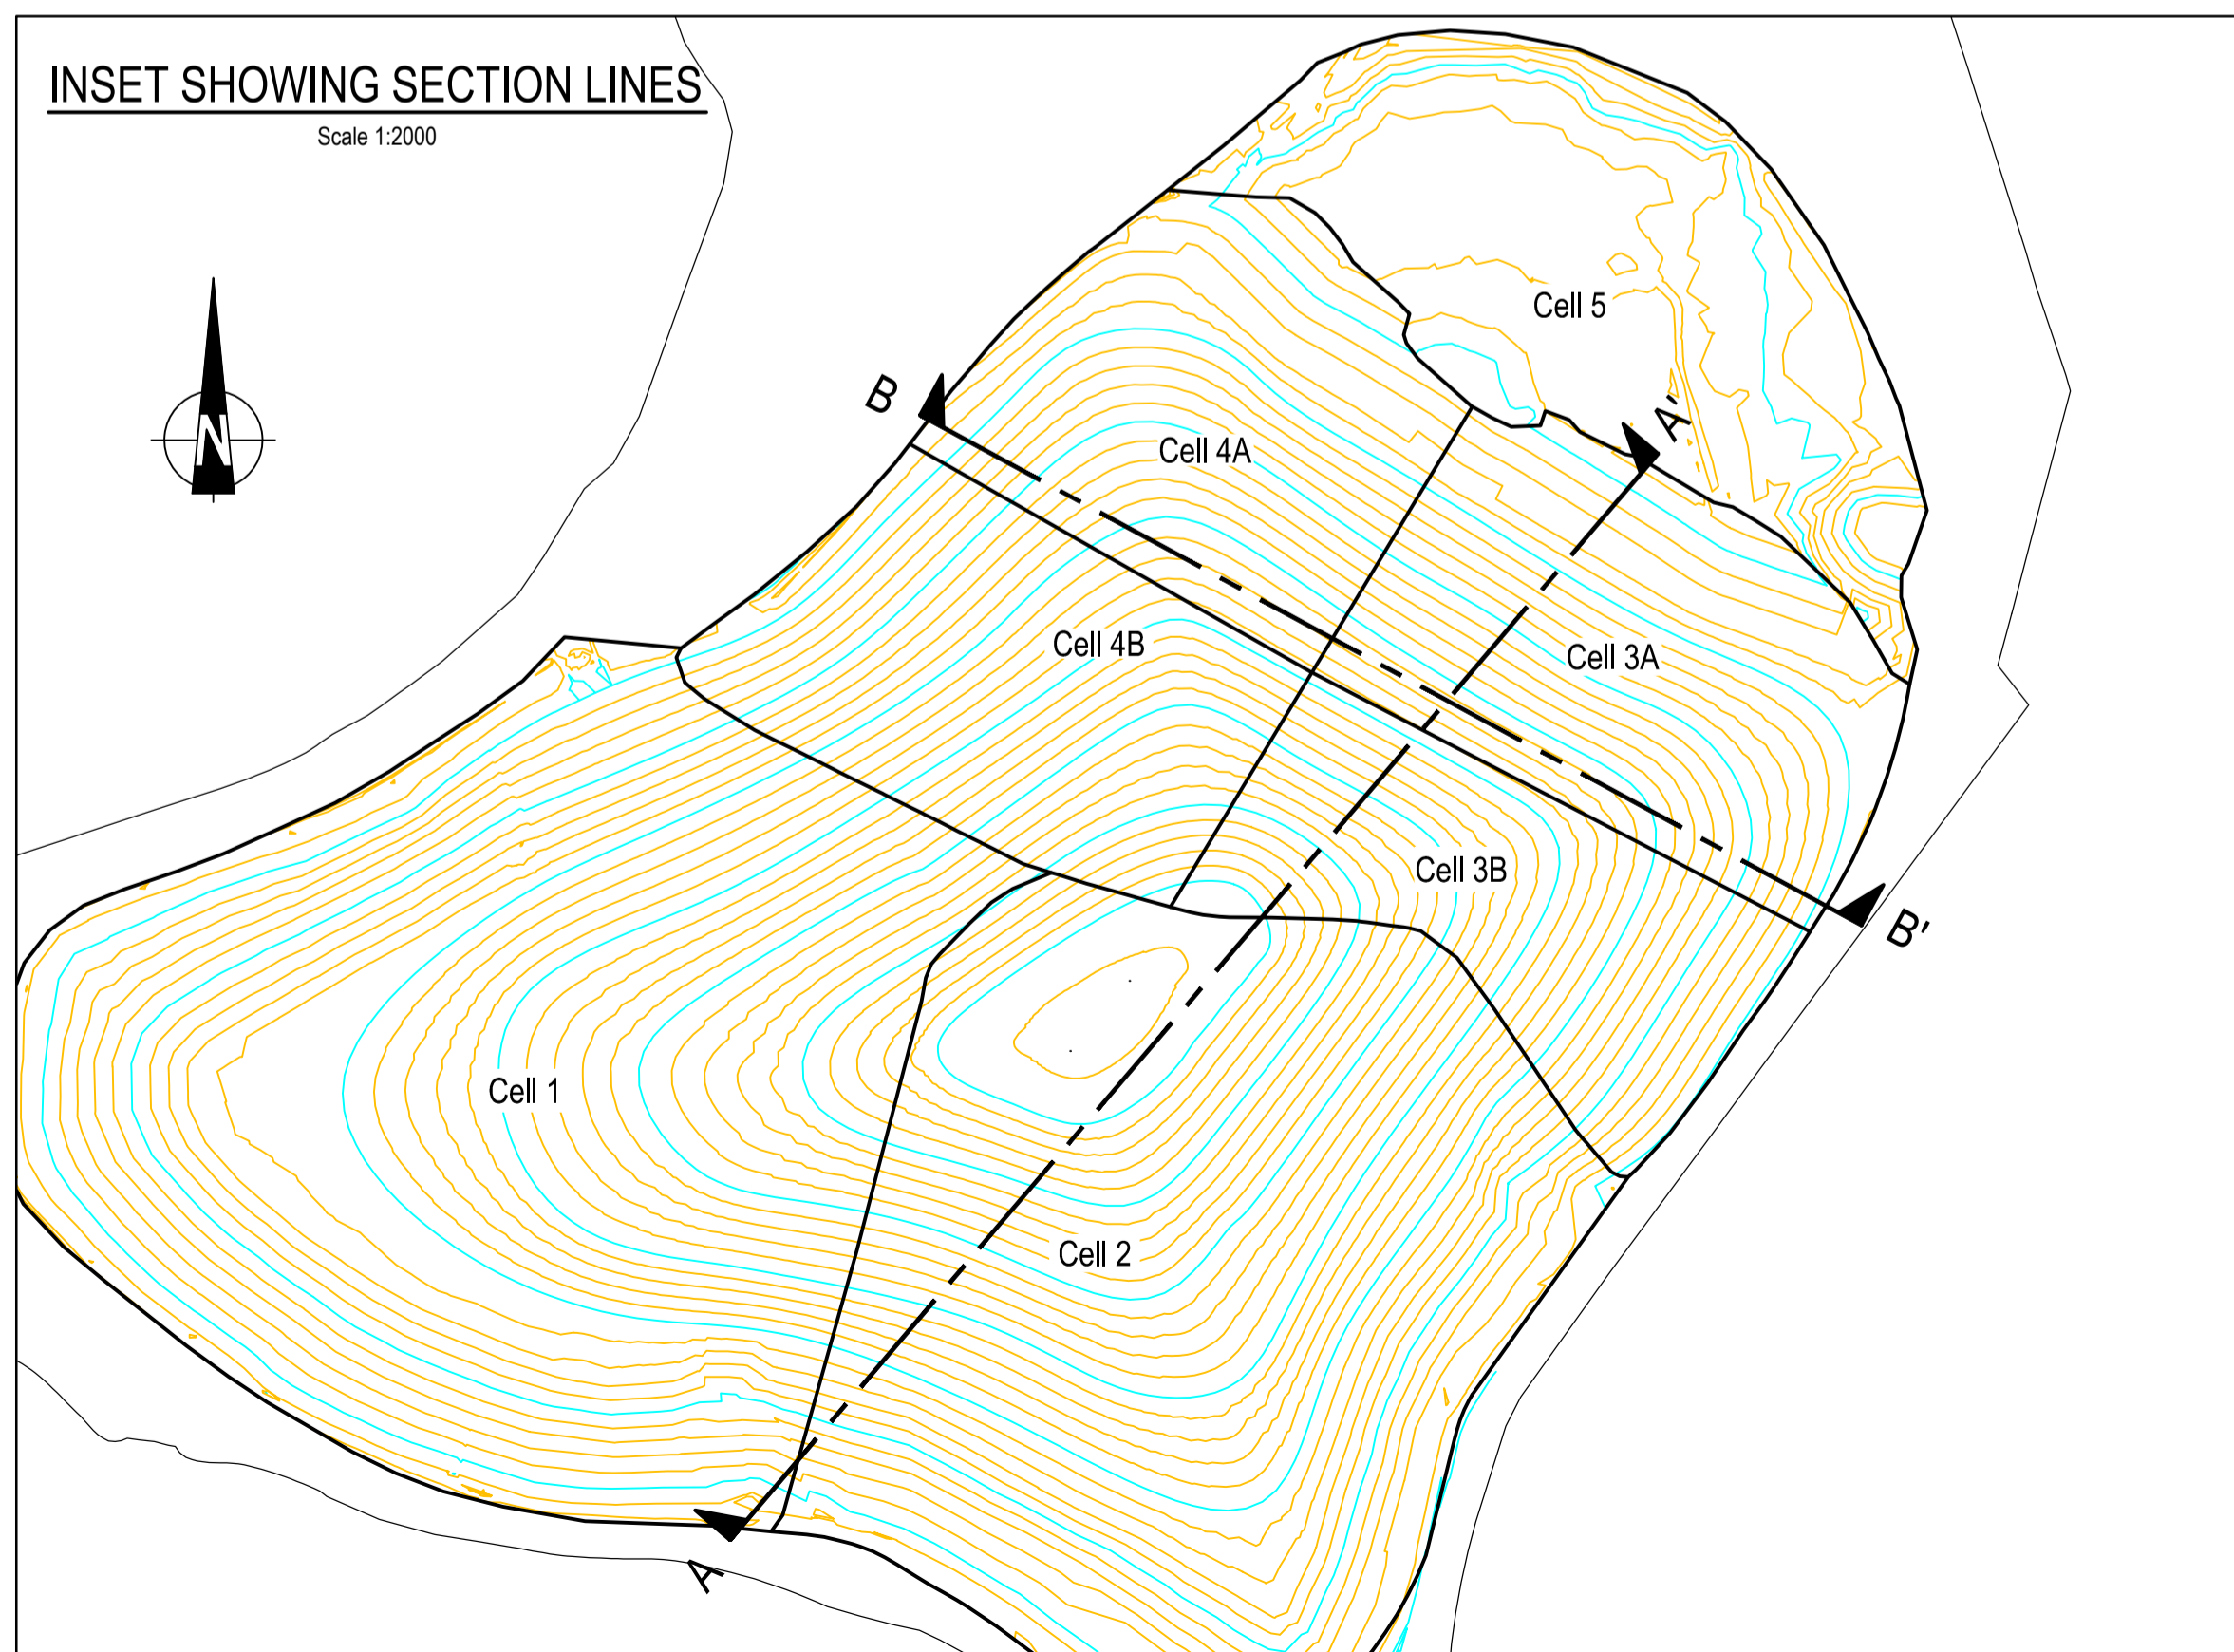 INSET SHOWING SECTION LINES
Scale 1:2000
N
Cell 5
B
A'
Cell 4A
Cell 4B
Cell 3A
Cell 3B
B'
Cell 1
Cell 2
A